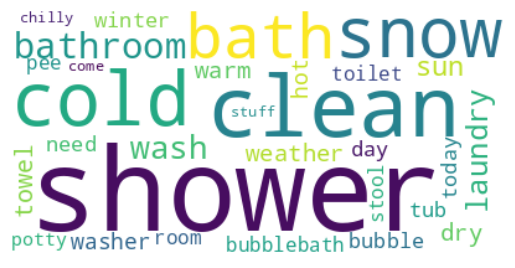 chilly winter bath snow
bathroom
pee come warm hot toilet sun
cold clean
stuff
need wash weather day
towel shower stool today laundry
tub dry
potty washer room bubblebath bubble